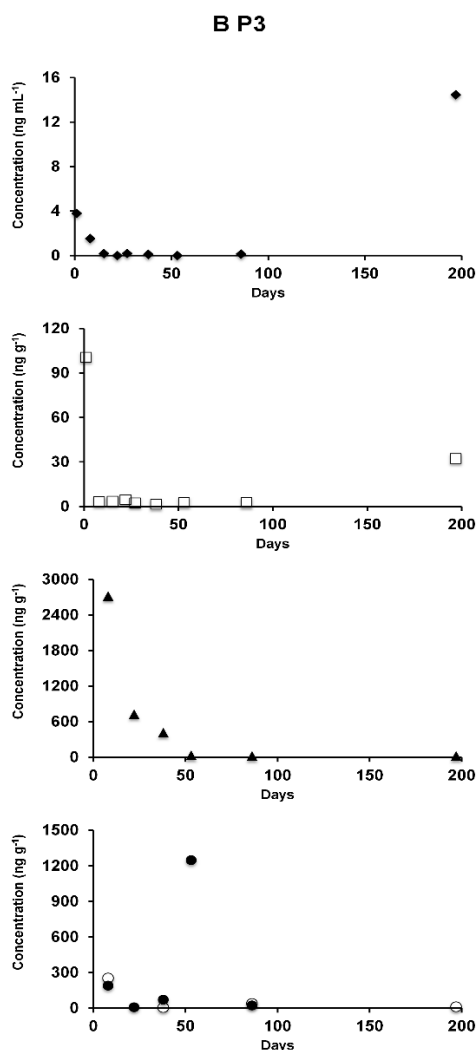 B P3
Concentration (ng mL-1)
16
12
8
4
0
0 50 100 150 200
Days
Concentration (ng g-1)
120
90
60
30
0
0 50 100 150 200
Days
Concentration (ng g-1)
3000
2400
1800
1200
600
0
0 50 100 150 200
Days
Concentration (ng g-1)
1500
1200
900
600
300
0
0 50 100 150 200
Days